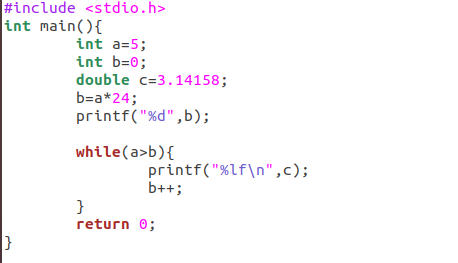 #include <stdio.h>
int main(){
        int a=5;
        int b=0;
        double c=3.14158;
        b=a*24;
        printf("%d",b);

        while(a>b){
                printf("%lf\n",c);
                b++;
        }
        return 0;
}